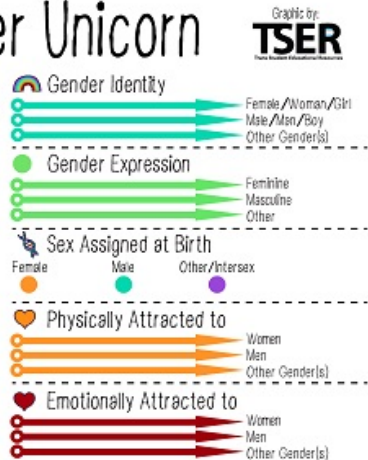 er Unicorn
Graphic by:
TSER
Trans Student Educational Resources
Gender Identity
Female/Woman/Girl
Male/Man/Boy
Other Gender(s)
Gender Expression
Feminine
Masculine
Other
Sex Assigned at Birth
Female Male Other/Intersex
Physically Attracted to
Women
Men
Other Gender(s)
Emotionally Attracted to
Women
Men
Other Gender(s)